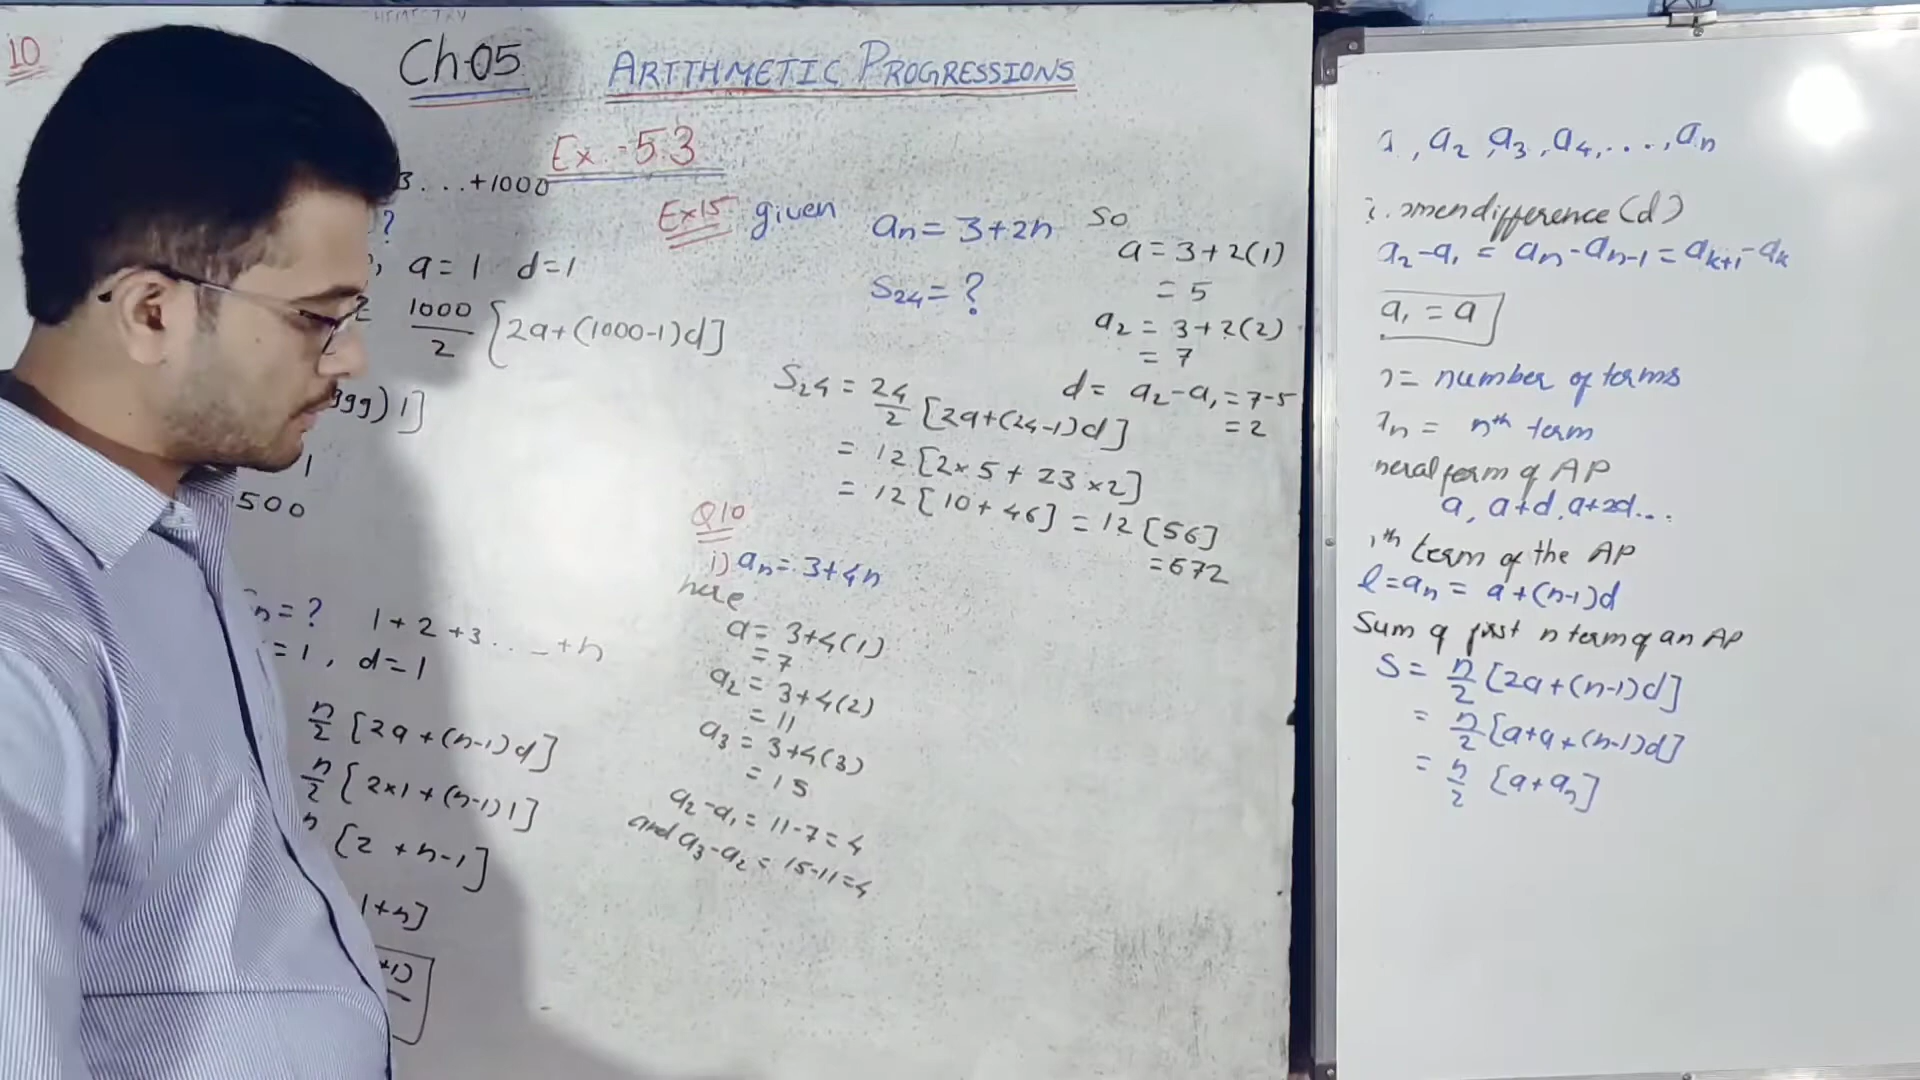 10
Ch-05 ARITHMETIC PROGRESSIONS
Ex.-5.3
3...+1000
?
, a=1 d=1
= 1000/2 [2a+(1000-1)d]
999)1]
1
500
n=? 1+2+3...+n
=1, d=1
n/2 [2a+(n-1)d]
n/2 [2×1+(n-1)1]
n [2+n-1]
1+n]
+1)
Ex15 given an=3+2n
S24=?
so
a=3+2(1)
=5
a2=3+2(2)
=7
d= a2-a1=7-5
=2
S24=24/2 [2a+(24-1)d]
=12[2×5+23×2]
=12[10+46]=12[56]
=672
Q10
i) an=3+4n
here
a=3+4(1)
=7
a2=3+4(2)
=11
a3=3+4(3)
=15
a2-a1=11-7=4
and a3-a2=15-11=4
, a2, a3, a4, ..., an
omen difference (d)
a2-a1=an-an-1=ak+1-ak
a1=a
= number of terms
n= nth term
neral form of AP
a, a+d, a+2d...
th term of the AP
l=an=a+(n-1)d
Sum of first n term of an AP
S=n/2 [2a+(n-1)d]
=n/2 [a+a+(n-1)d]
=n/2 [a+an]